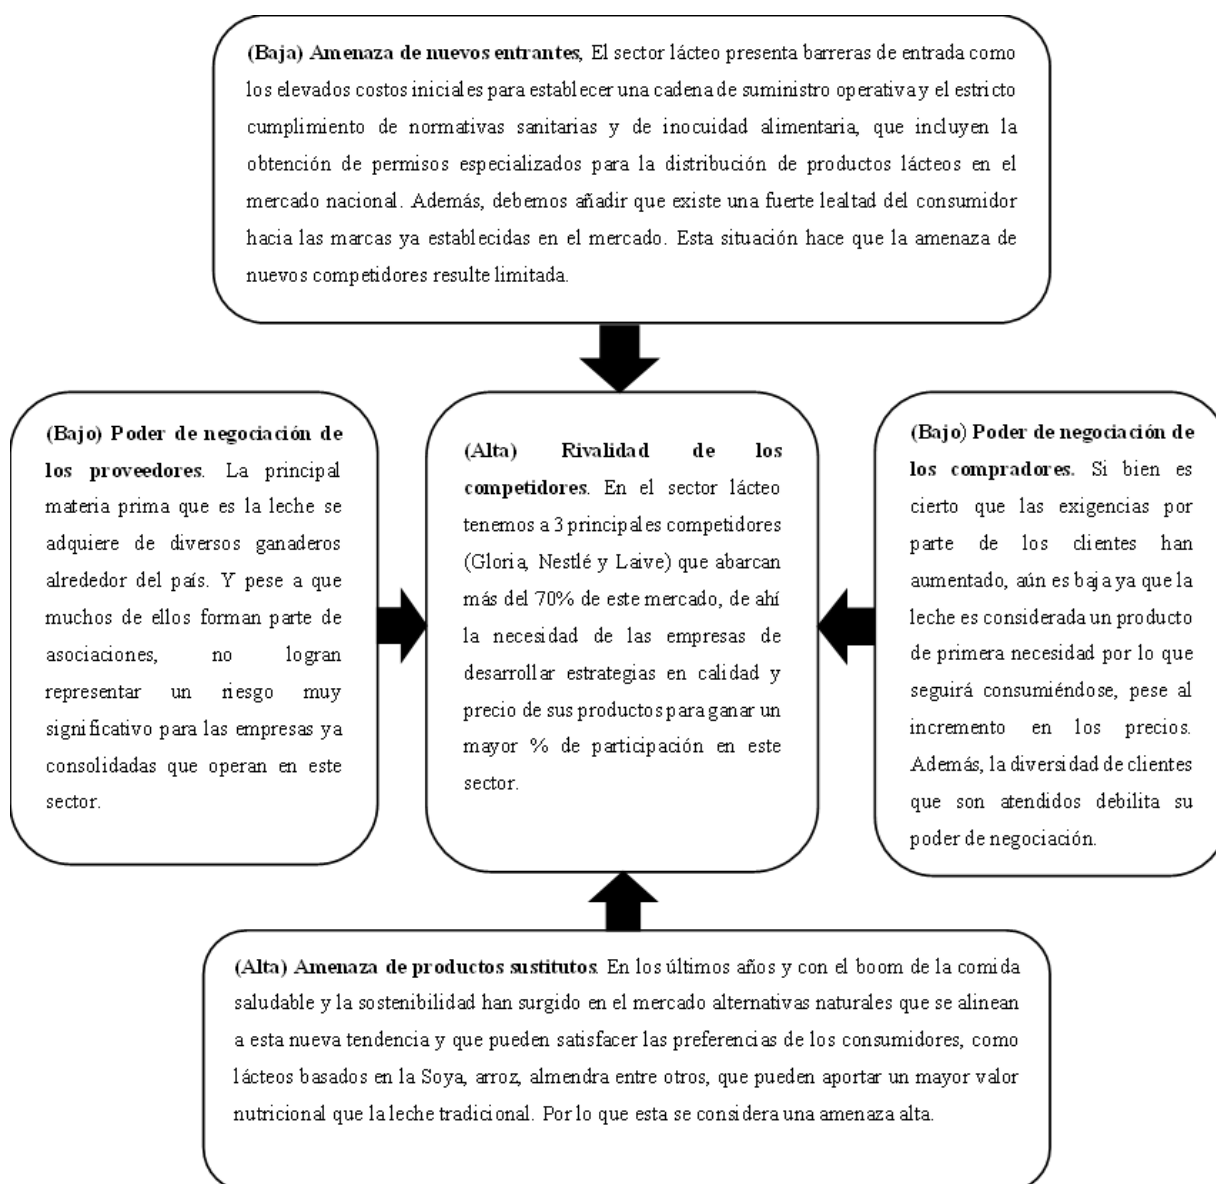 (Baja) Amenaza de nuevos entrantes, El sector lácteo presenta barreras de entrada como
los elevados costos iniciales para establecer una cadena de suministro operativa y el estricto
cumplimiento de normativas sanitarias y de inocuidad alimentaria, que incluyen la
obtención de permisos especializados para la distribución de productos lácteos en el
mercado nacional. Además, debemos añadir que existe una fuerte lealtad del consumidor
hacia las marcas ya establecidas en el mercado. Esta situación hace que la amenaza de
nuevos competidores resulte limitada.
(Bajo) Poder de negociación de
los proveedores. La principal
materia prima que es la leche se
adquiere de diversos ganaderos
alrededor del país. Y pese a que
muchos de ellos forman parte de
asociaciones, no logran
representar un riesgo muy
significativo para las empresas ya
consolidadas que operan en este
sector.
(Alta) Rivalidad de los
competidores. En el sector lácteo
tenemos a 3 principales competidores
(Gloria, Nestlé y Laive) que abarcan
más del 70% de este mercado, de ahí
la necesidad de las empresas de
desarrollar estrategias en calidad y
precio de sus productos para ganar un
mayor % de participación en este
sector.
(Bajo) Poder de negociación de
los compradores. Si bien es
cierto que las exigencias por
parte de los clientes han
aumentado, aún es baja ya que la
leche es considerada un producto
de primera necesidad por lo que
seguirá consumiéndose, pese al
incremento en los precios.
Además, la diversidad de clientes
que son atendidos debilita su
poder de negociación.
(Alta) Amenaza de productos sustitutos. En los últimos años y con el boom de la comida
saludable y la sostenibilidad han surgido en el mercado alternativas naturales que se alinean
a esta nueva tendencia y que pueden satisfacer las preferencias de los consumidores, como
lácteos basados en la Soya, arroz, almendra entre otros, que pueden aportar un mayor valor
nutricional que la leche tradicional. Por lo que esta se considera una amenaza alta.